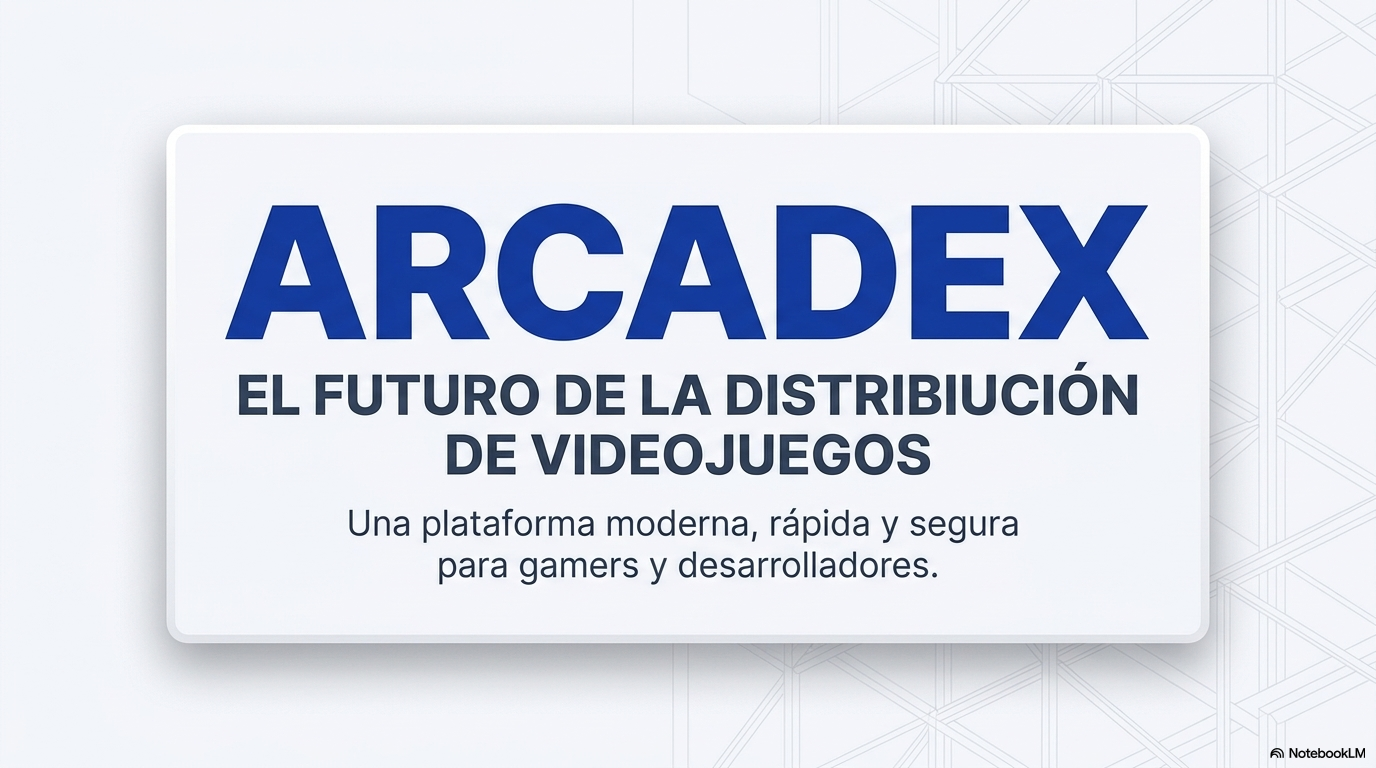 ARCADEX
EL FUTURO DE LA DISTRIBIUCIÓN
DE VIDEOJUEGOS
Una plataforma moderna, rápida y segura
para gamers y desarrolladores.
NotebookLM